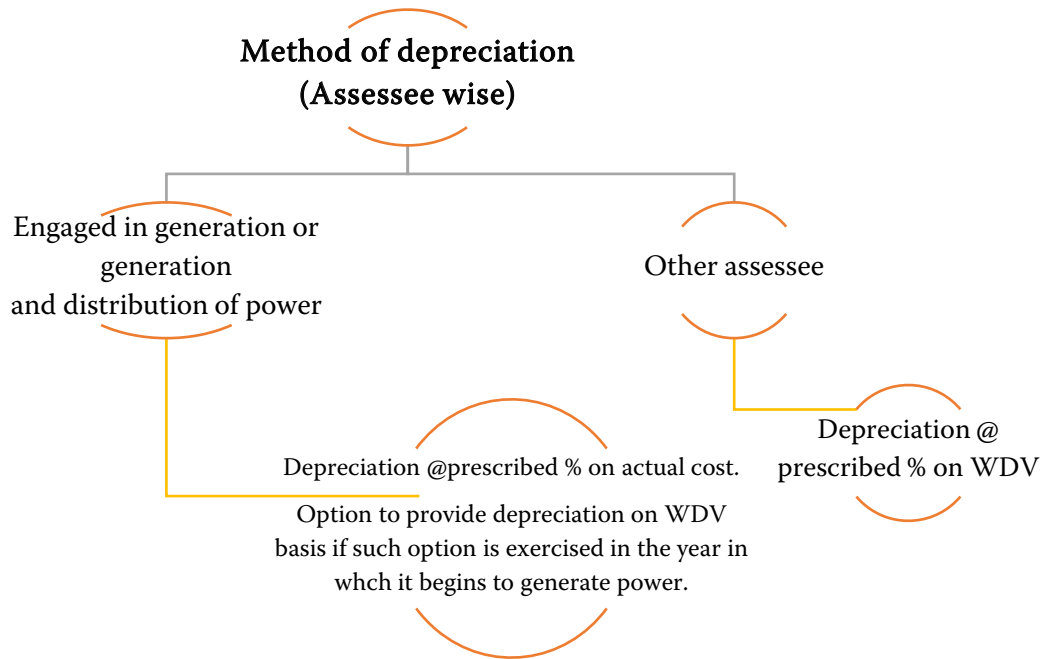 Method of depreciation
(Assessee wise)
Engaged in generation or
generation
and distribution of power
Other assessee
Depreciation @prescribed % on actual cost.
Option to provide depreciation on WDV
basis if such option is exercised in the year in
whch it begins to generate power.
Depreciation @
prescribed % on WDV